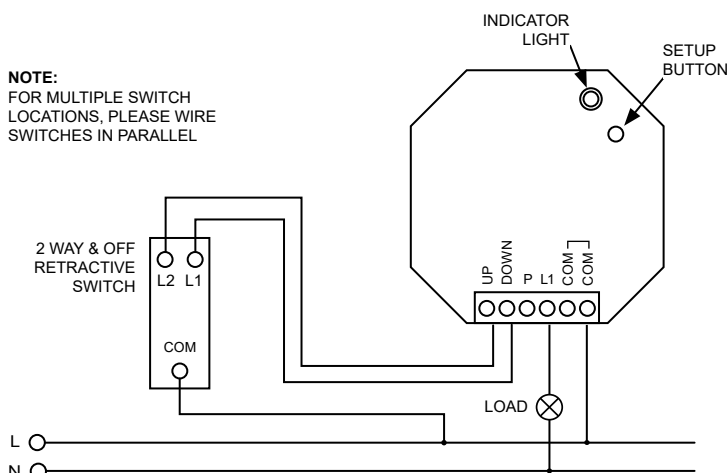 INDICATOR
LIGHT
SETUP
BUTTON
NOTE:
FOR MULTIPLE SWITCH
LOCATIONS, PLEASE WIRE
SWITCHES IN PARALLEL
2 WAY & OFF
RETRACTIVE
SWITCH
L2 L1
COM
UP
DOWN
P
L1
COM
COM
LOAD
L
N